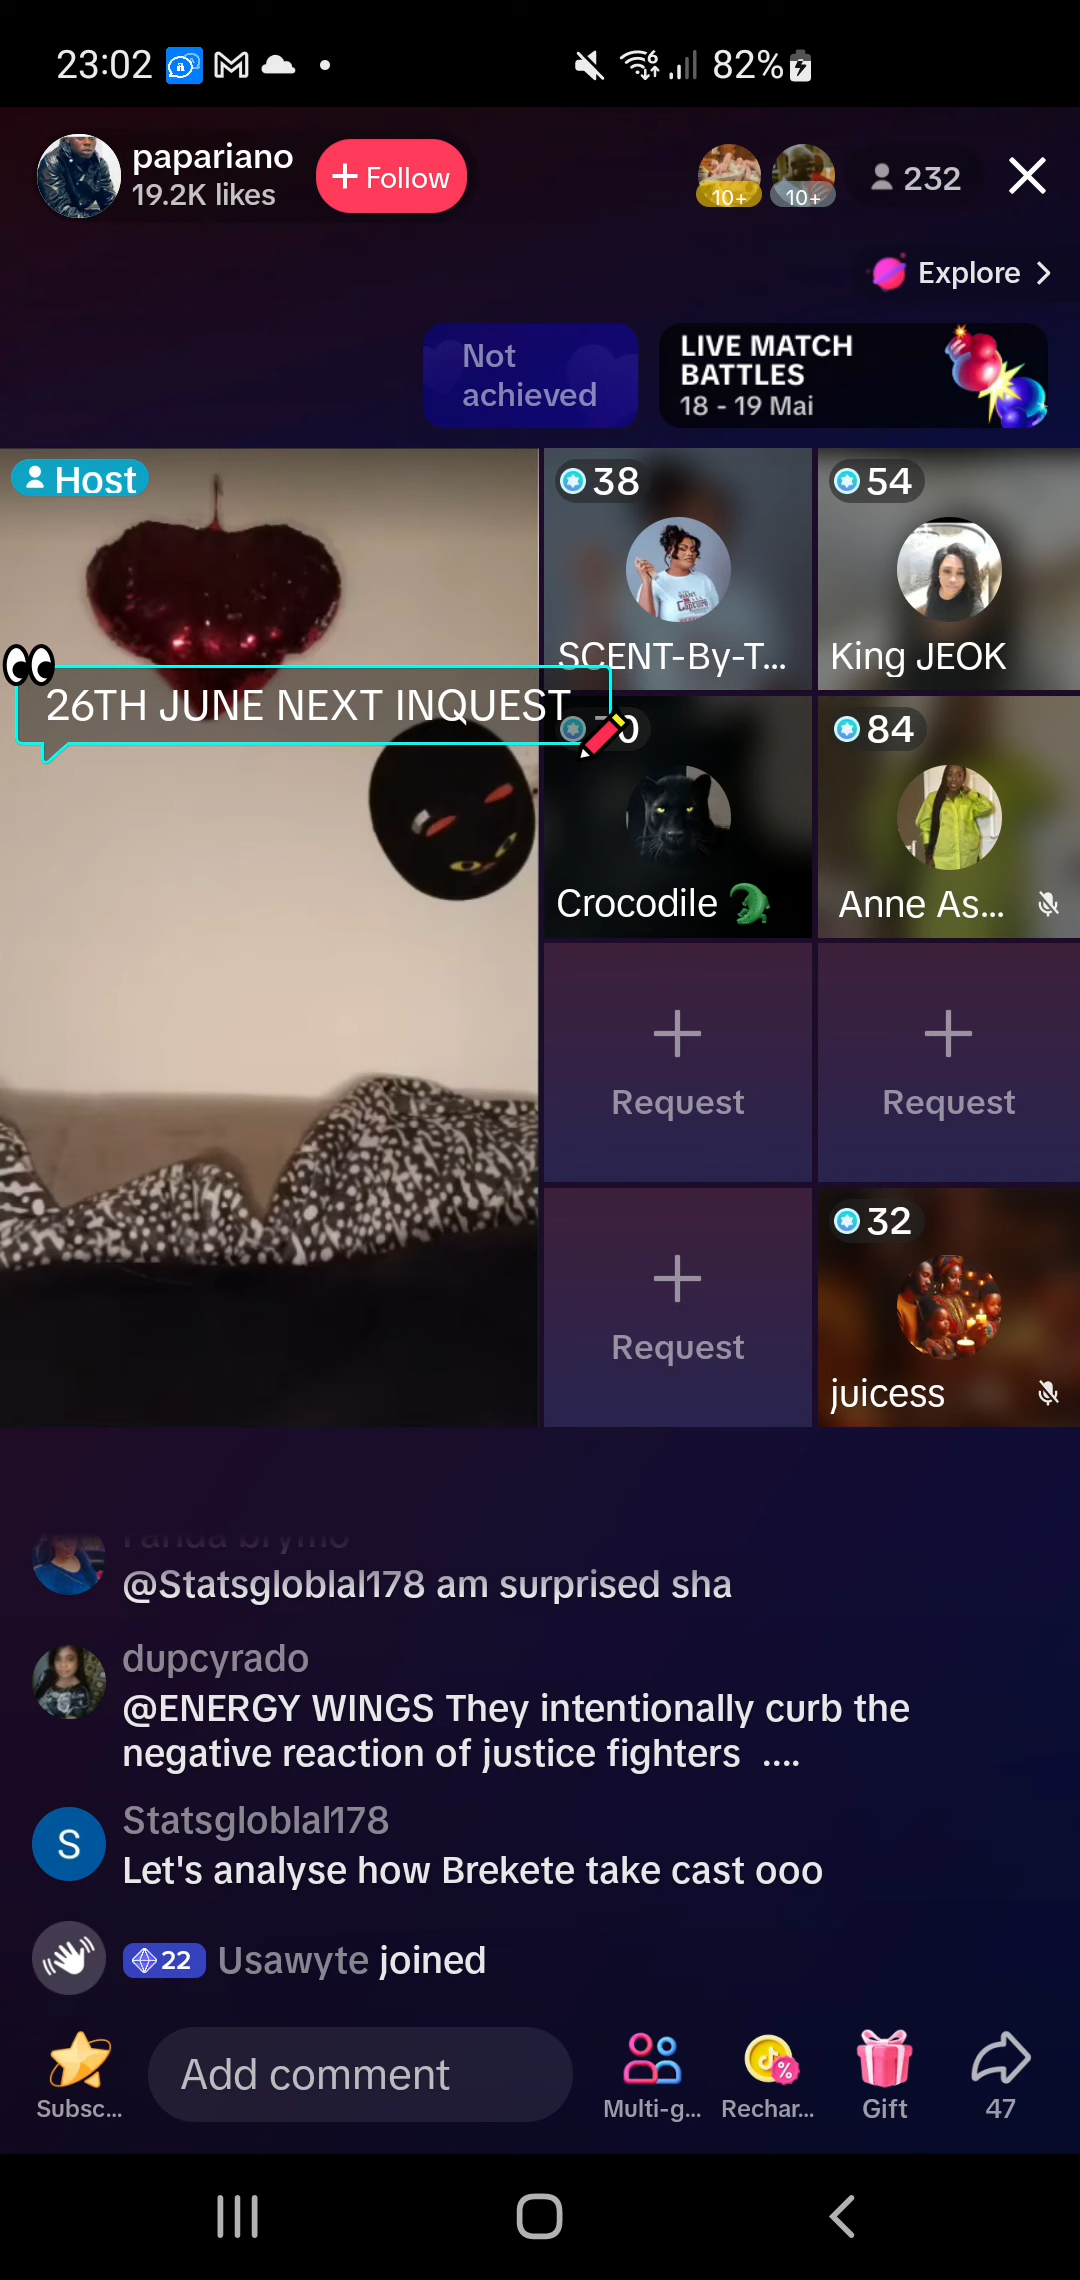 23:02
82%
papariano
19.2K likes
+ Follow
10+
10+
232
Explore >
Not
achieved
LIVE MATCH
BATTLES
18 - 19 Mai
Host
38
SCENT-By-T...
54
King JEOK
26TH JUNE NEXT INQUEST
Crocodile
84
Anne As...
Request
Request
Request
32
juicess
@Statsgloblal178 am surprised sha
dupcyrado
@ENERGY WINGS They intentionally curb the
negative reaction of justice fighters ....
S
Statsgloblal178
Let's analyse how Brekete take cast ooo
22 Usawyte joined
Subsc...
Add comment
Multi-g...
Rechar...
Gift
47